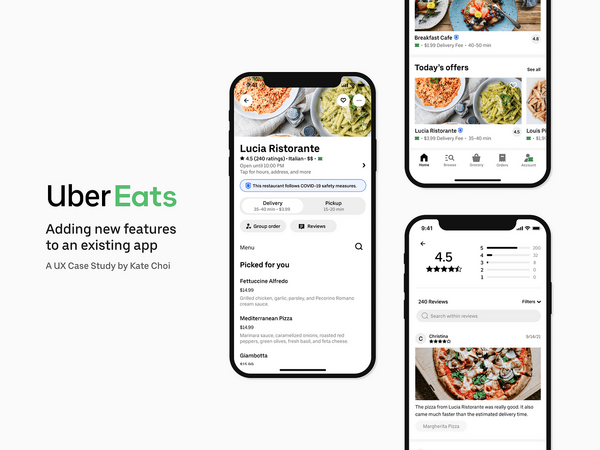 Uber Eats
Adding new features
to an existing app
A UX Case Study by Kate Choi
9:41
Lucia Ristorante
★ 4.5 (240 ratings) • Italian • $$ •
Open until 10:00 PM
Tap for hours, address, and more
This restaurant follows COVID-19 safety measures.
Delivery
35–40 min • $3.99
Pickup
15–20 min
Group order
Reviews
Menu
Picked for you
Fettuccine Alfredo
$14.99
Grilled chicken, garlic, parsley, and Pecorino Romano
cream sauce.
Mediterranean Pizza
$14.99
Marinara sauce, caramelized onions, roasted red
peppers, green olives, fresh basil, and feta cheese.
Giambotta
$15.99
Breakfast Cafe
4.8
• $1.99 Delivery Fee • 40-50 min
Today's offers
See all
Lucia Ristorante
4.5
• $3.99 Delivery Fee • 35-40 min
Louis P
• $1.99
Home
Browse
Grocery
Orders
Account
9:41
4.5
5 200
4 32
3 0
2 0
1 0
240 Reviews
Filters
Search within reviews
C
Christina
9/14/21
The pizza from Lucia Ristorante was really good. It also
came much faster than the estimated delivery time.
Margherita Pizza